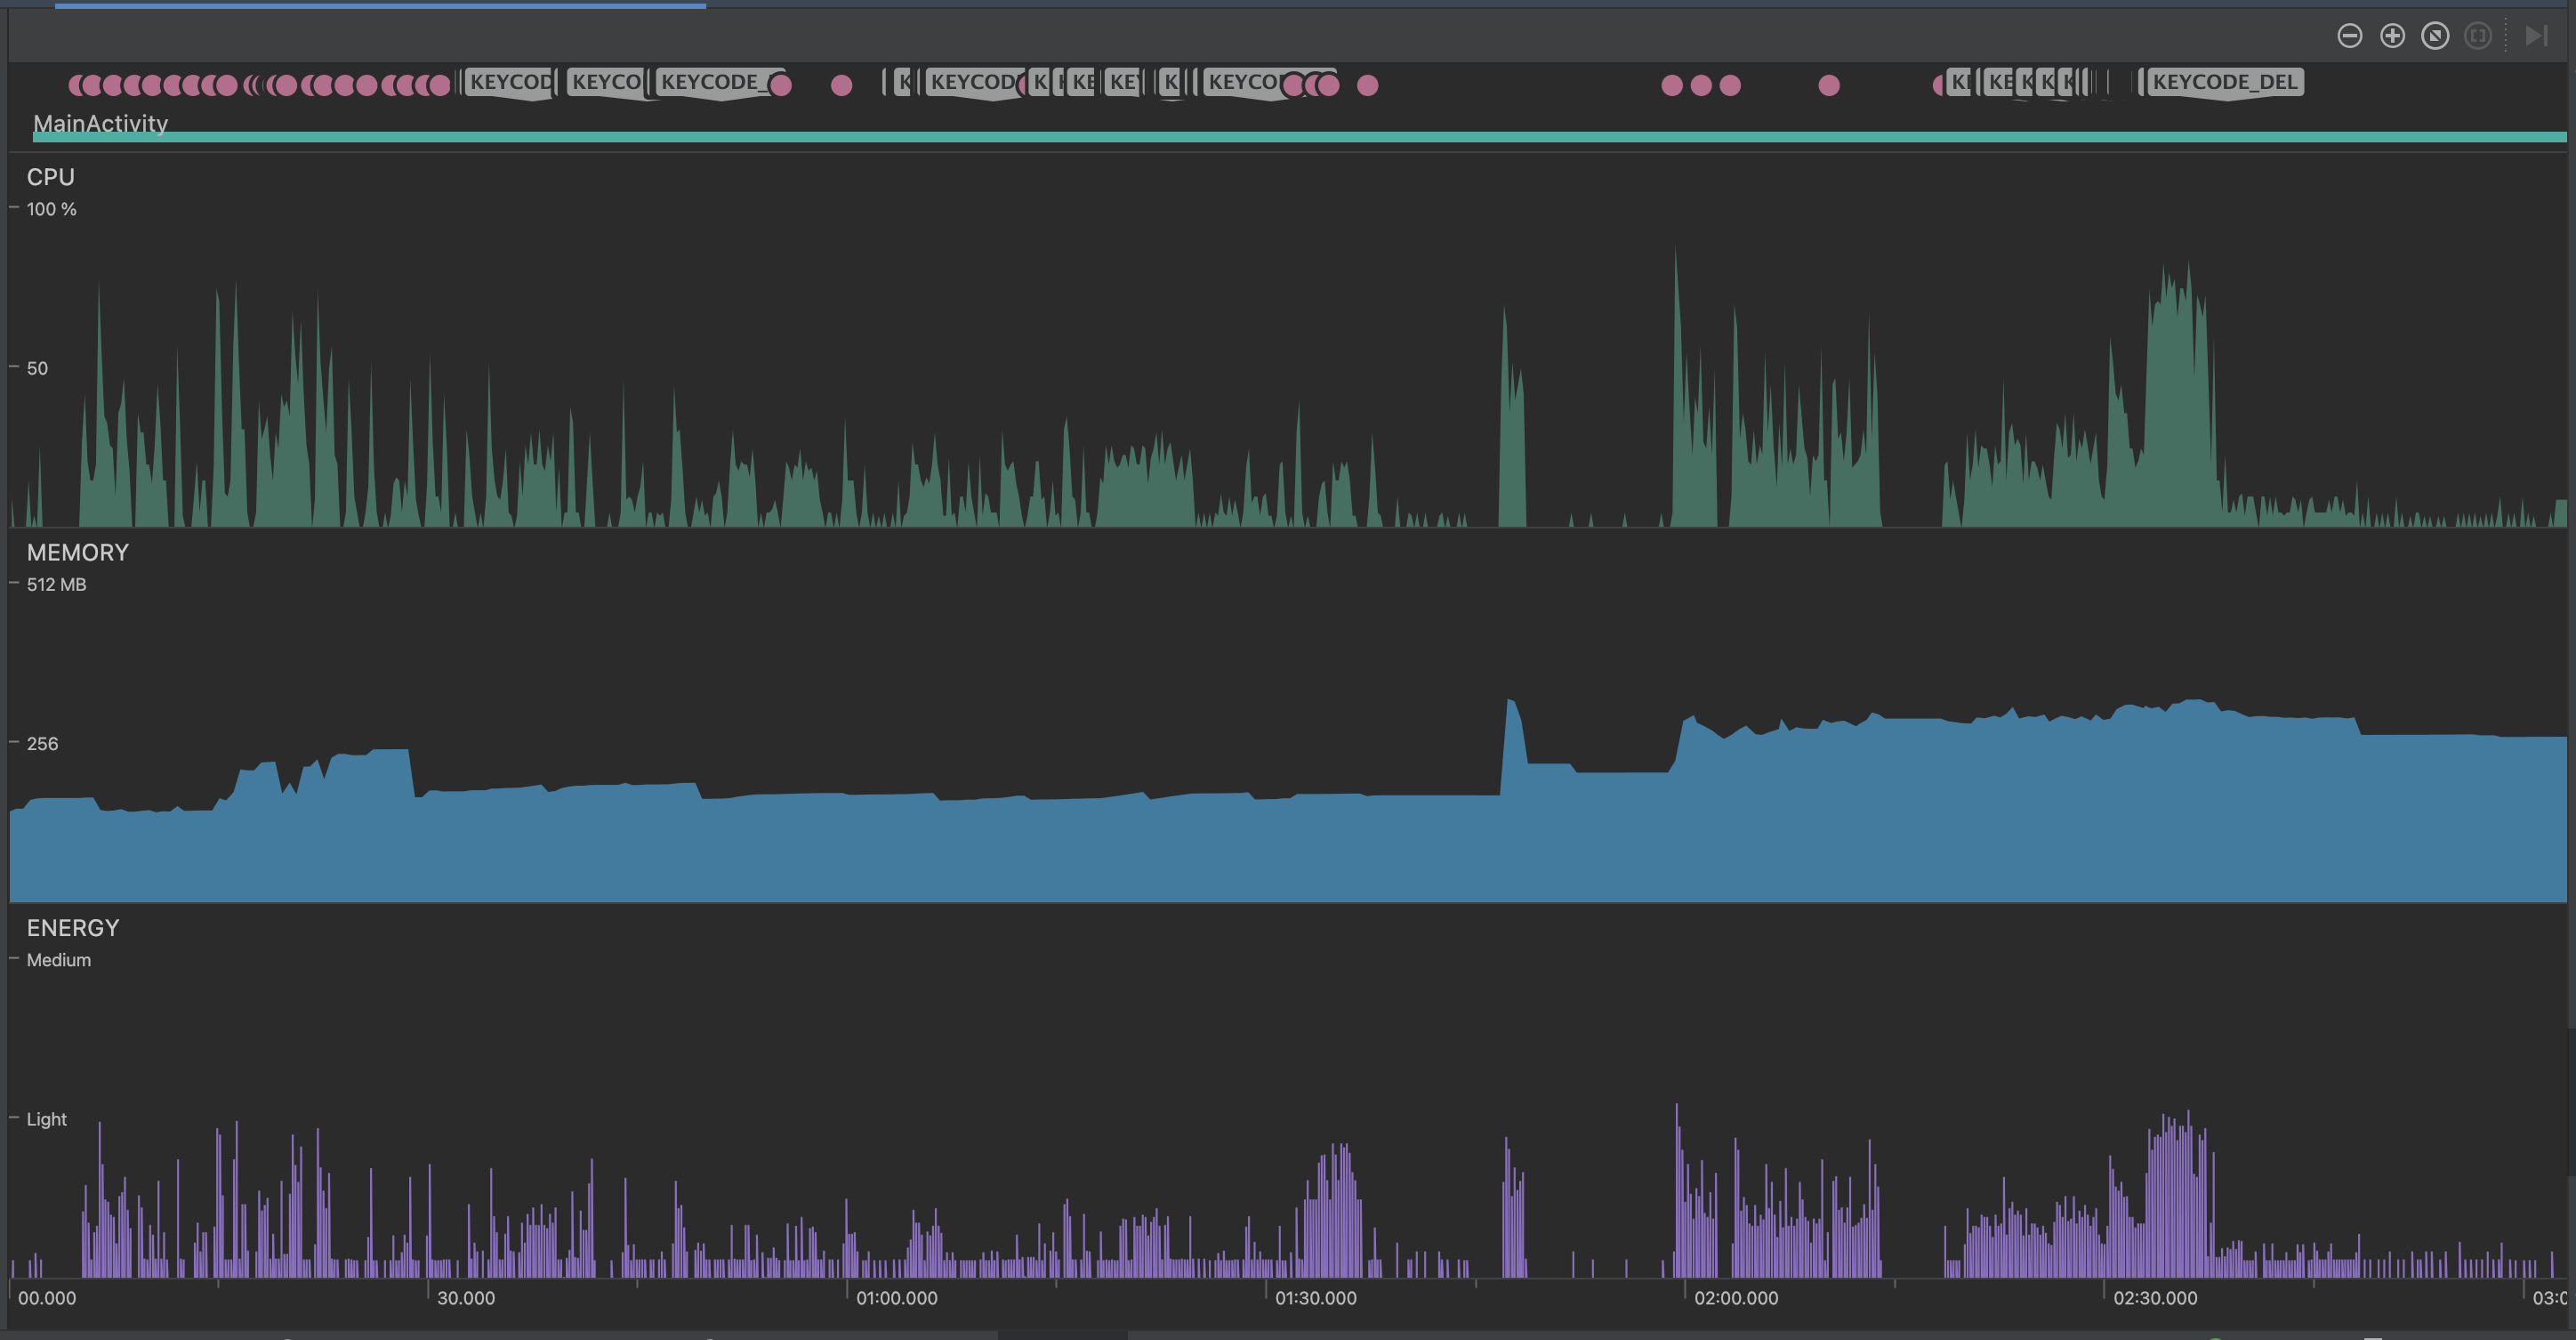 KEYCOD KEYCO KEYCODE_ K KEYCOD K KE KE K KEYCO K KE K K K KEYCODE_DEL
MainActivity
CPU
100 %
50
MEMORY
512 MB
256
ENERGY
Medium
Light
00.000 30.000 01:00.000 01:30.000 02:00.000 02:30.000 03:0